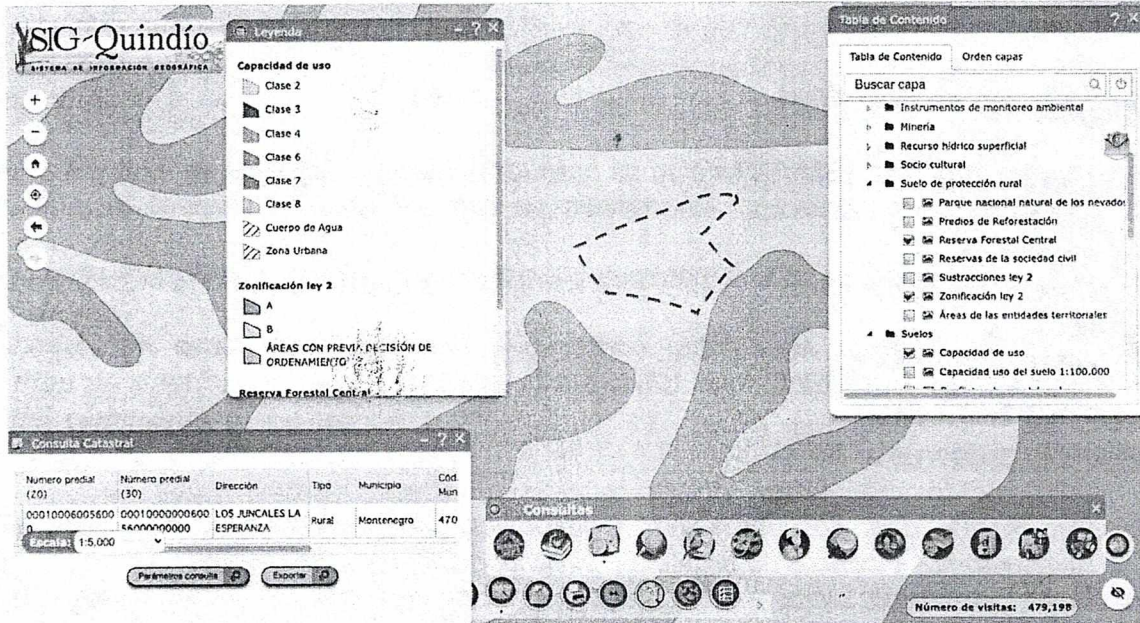 SIG-Quindío
SISTEMA DE INFORMACIÓN GEOGRÁFICA
Leyenda
Capacidad de uso
Clase 2
Clase 3
Clase 4
Clase 6
Clase 7
Clase 8
Cuerpo de Agua
Zona Urbana
Zonificación ley 2
A
B
ÁREAS CON PREVIA DECISIÓN DE
ORDENAMIENTO
Reserva Forestal Central
Tabla de Contenido
Tabla de Contenido Orden capas
Buscar capa
Instrumentos de monitoreo ambiental
Minería
Recurso hídrico superficial
Socio cultural
Suelo de protección rural
Parque nacional natural de los nevados
Predios de Reforestación
Reserva Forestal Central
Reservas de la sociedad civil
Sustracciones ley 2
Zonificación ley 2
Áreas de las entidades territoriales
Suelos
Capacidad de uso
Capacidad uso del suelo 1:100.000
Consulta Catastral
Numero predial (20) Número predial (30) Dirección Tipo Municipio Cód. Mun
00010006005600 00010000000600 LOS JUNCALES LA Rural Montenegro 470
0 56000000000 ESPERANZA
Escala: 1:5,000
Parámetros consulta Exportar
Consultas
Número de visitas: 479,198